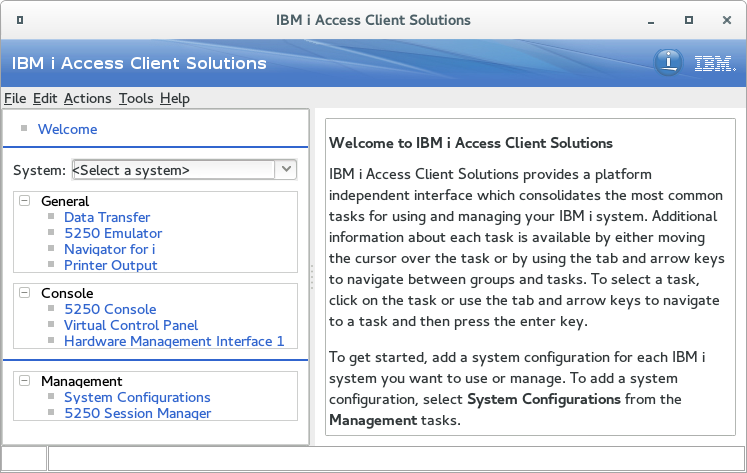 IBM i Access Client Solutions
IBM i Access Client Solutions
i
IBM.
File Edit Actions Tools Help
Welcome
System: <Select a system>
General
Data Transfer
5250 Emulator
Navigator for i
Printer Output
Console
5250 Console
Virtual Control Panel
Hardware Management Interface 1
Management
System Configurations
5250 Session Manager
Welcome to IBM i Access Client Solutions
IBM i Access Client Solutions provides a platform
independent interface which consolidates the most common
tasks for using and managing your IBM i system. Additional
information about each task is available by either moving
the cursor over the task or by using the tab and arrow keys
to navigate between groups and tasks. To select a task,
click on the task or use the tab and arrow keys to navigate
to a task and then press the enter key.
To get started, add a system configuration for each IBM i
system you want to use or manage. To add a system
configuration, select System Configurations from the
Management tasks.